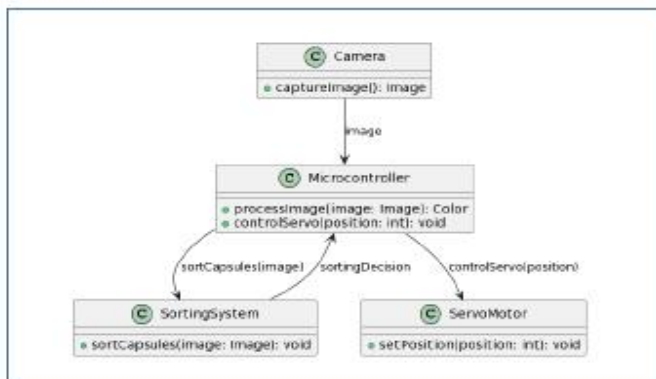 C Camera
captureImage(): Image
image
C Microcontroller
processImage(image: Image): Color
controlServo(position: int): void
sortCapsules(image)
sortingDecision
controlServo(position)
C SortingSystem
C ServoMotor
sortCapsules(image: Image): void
setPosition(position: int): void